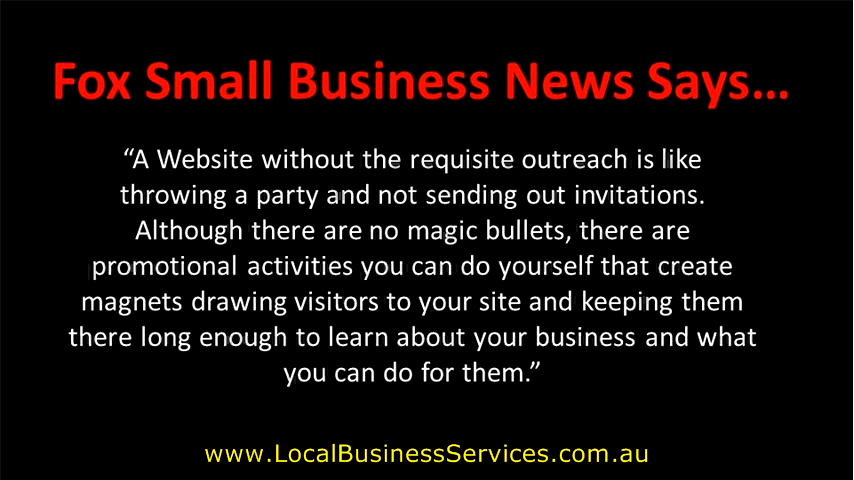 Fox Small Business News Says...
“A Website without the requisite outreach is like
throwing a party and not sending out invitations.
Although there are no magic bullets, there are
promotional activities you can do yourself that create
magnets drawing visitors to your site and keeping them
there long enough to learn about your business and what
you can do for them.”
www.LocalBusinessServices.com.au